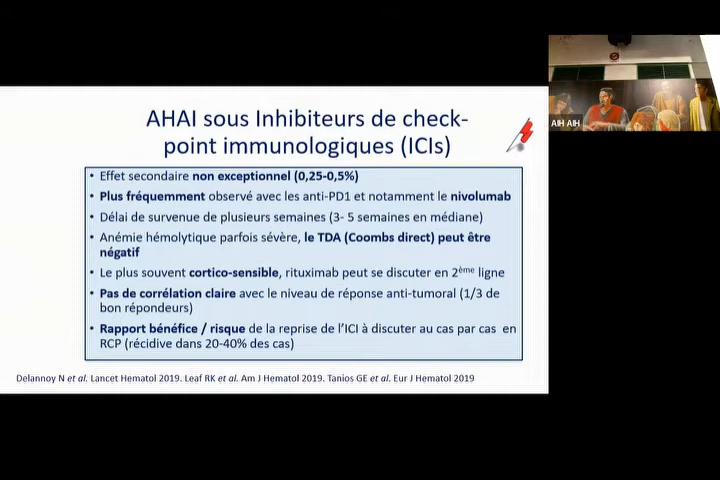 AHAI sous Inhibiteurs de check-
point immunologiques (ICIs)
• Effet secondaire non exceptionnel (0,25-0,5%)
• Plus fréquemment observé avec les anti-PD1 et notamment le nivolumab
• Délai de survenue de plusieurs semaines (3- 5 semaines en médiane)
• Anémie hémolytique parfois sévère, le TDA (Coombs direct) peut être
négatif
• Le plus souvent cortico-sensible, rituximab peut se discuter en 2ème ligne
• Pas de corrélation claire avec le niveau de réponse anti-tumoral (1/3 de
bon répondeurs)
• Rapport bénéfice / risque de la reprise de l'ICI à discuter au cas par cas en
RCP (récidive dans 20-40% des cas)
Delannoy N et al. Lancet Hematol 2019. Leaf RK et al. Am J Hematol 2019. Tanios GE et al. Eur J Hematol 2019
AIH AIH